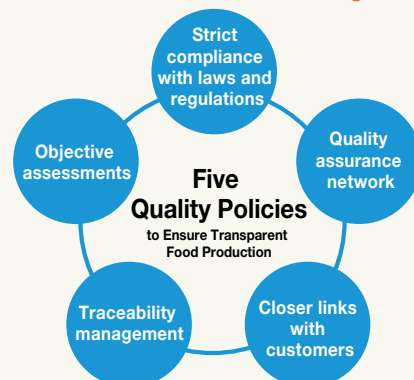 Strict
compliance
with laws and
regulations
Objective
assessments
Quality
assurance
network
Five
Quality Policies
to Ensure Transparent
Food Production
Traceability
management
Closer links
with
customers